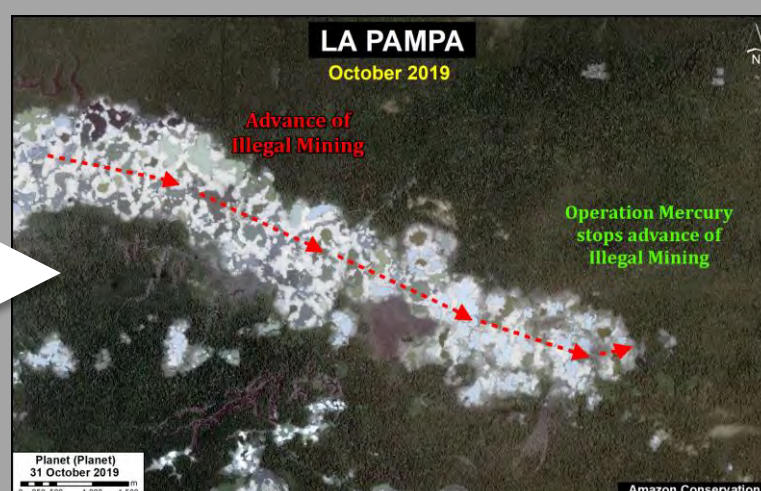 LA PAMPA
October 2019
N
Advance of
Illegal Mining
Operation Mercury
stops advance of
Illegal Mining
Planet (Planet)
31 October 2019
m
Amazon Conservation